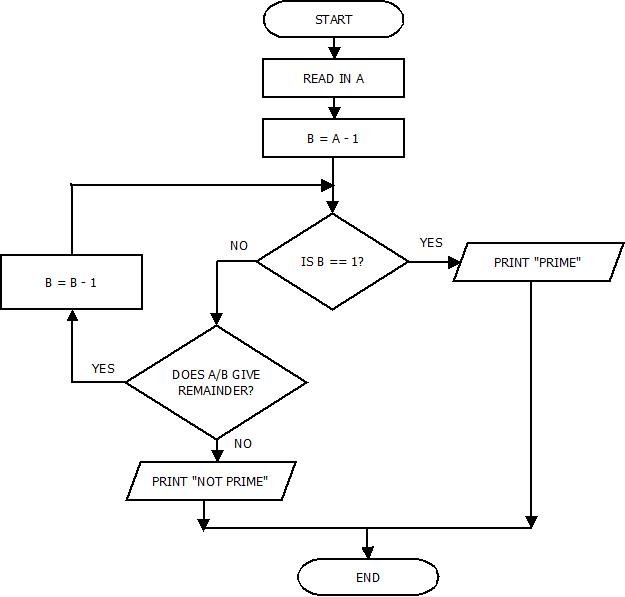 START
READ IN A
B = A - 1
NO
YES
IS B == 1?
PRINT "PRIME"
B = B - 1
YES
DOES A/B GIVE
REMAINDER?
NO
PRINT "NOT PRIME"
END